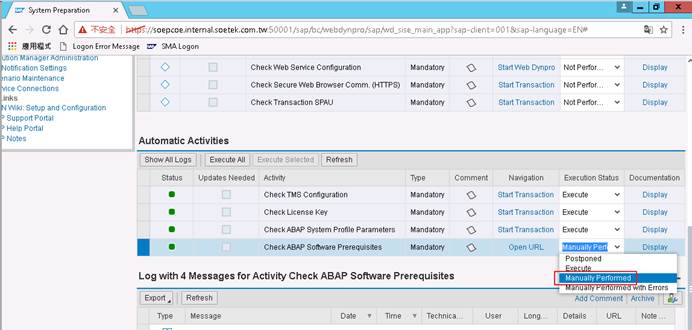 System Preparation
不安全 https://soepcoe.internal.soetek.com.tw:50001/sap/bc/webdynpro/sap/wd_sise_main_app?sap-client=001&sap-language=EN#
應用程式 Logon Error Message SMA Logon
ution Manager Administration
Notification Settings
enario Maintenance
vice Connections
Links
N Wiki: Setup and Configuration
P Support Portal
P Help Portal
P Notes
Check Web Service Configuration Mandatory Start Web Dynpro Not Perfor... Display
Check Secure Web Browser Comm. (HTTPS) Mandatory Start Transaction Not Perfor... Display
Check Transaction SPAU Mandatory Start Transaction Not Perfor... Display
Automatic Activities
Show All Logs Execute All Execute Selected Refresh
Status Updates Needed Activity Type Comment Navigation Execution Status Documentation
Check TMS Configuration Mandatory Start Transaction Execute Display
Check License Key Mandatory Start Transaction Execute Display
Check ABAP System Profile Parameters Mandatory Start Transaction Execute Display
Check ABAP Software Prerequisites Mandatory Open URL Manually Perf Display
Postponed
Execute
Manually Performed
Manually Performed with Errors
Log with 4 Messages for Activity Check ABAP Software Prerequisites
Export Refresh Add Comment Archive
Type Message Date Time Technica... User Long... Details URL Note ...